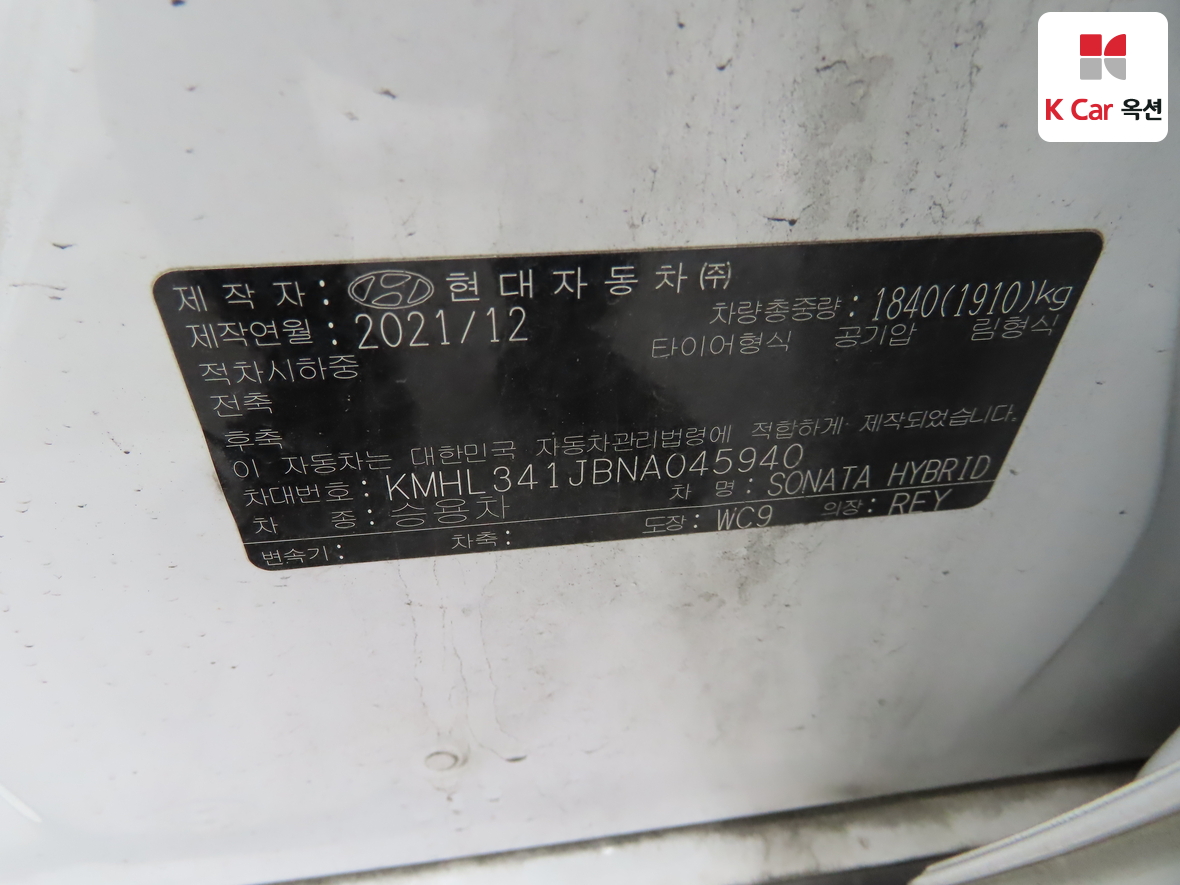 K Car 옥션
제 작 자 : 현 대 자 동 차 ㈜
제작연월 : 2021/12 차량총중량 : 1840(1910)kg
적차시하중 타이어형식 공기압 림형식
전축
후축
이 자동차는 대한민국 자동차관리법령에 적합하게 제작되었습니다.
차대번호 : KMHL341JBNA045940
차 종 : 승용차 차 명 : SONATA HYBRID
변속기 : 차축 : 도장 : WC9 의장 : REY